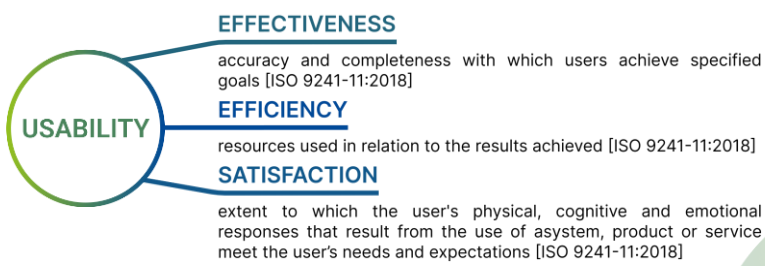 EFFECTIVENESS
accuracy and completeness with which users achieve specified
goals [ISO 9241-11:2018]
USABILITY
EFFICIENCY
resources used in relation to the results achieved [ISO 9241-11:2018]
SATISFACTION
extent to which the user's physical, cognitive and emotional
responses that result from the use of asystem, product or service
meet the user’s needs and expectations [ISO 9241-11:2018]